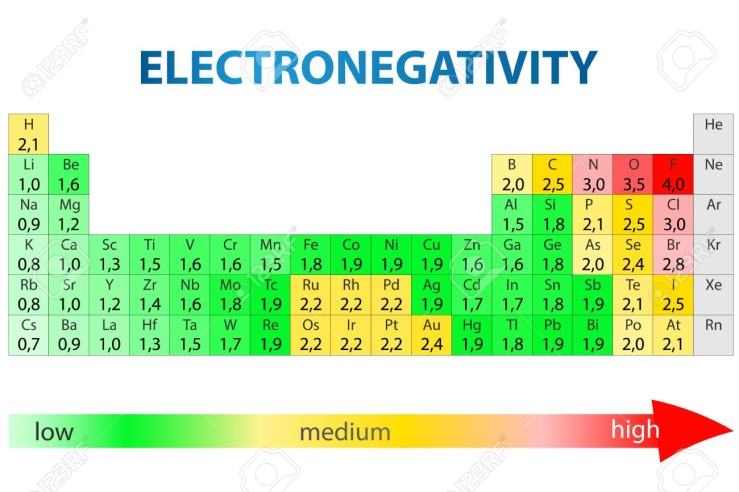 ELECTRONEGATIVITY
H He
2,1
Li Be B C N O F Ne
1,0 1,6 2,0 2,5 3,0 3,5 4,0
Na Mg Al Si P S Cl Ar
0,9 1,2 1,5 1,8 2,1 2,5 3,0
K Ca Sc Ti V Cr Mn Fe Co Ni Cu Zn Ga Ge As Se Br Kr
0,8 1,0 1,3 1,5 1,6 1,6 1,5 1,8 1,9 1,9 1,9 1,6 1,6 1,8 2,0 2,4 2,8
Rb Sr Y Zr Nb Mo Tc Ru Rh Pd Ag Cd In Sn Sb Te I Xe
0,8 1,0 1,2 1,4 1,6 1,8 1,9 2,2 2,2 2,2 1,9 1,7 1,7 1,8 1,9 2,1 2,5
Cs Ba La Hf Ta W Re Os Ir Pt Au Hg Tl Pb Bi Po At Rn
0,7 0,9 1,0 1,3 1,5 1,7 1,9 2,2 2,2 2,2 2,4 1,9 1,8 1,9 1,9 2,0 2,1
low medium high
123RF